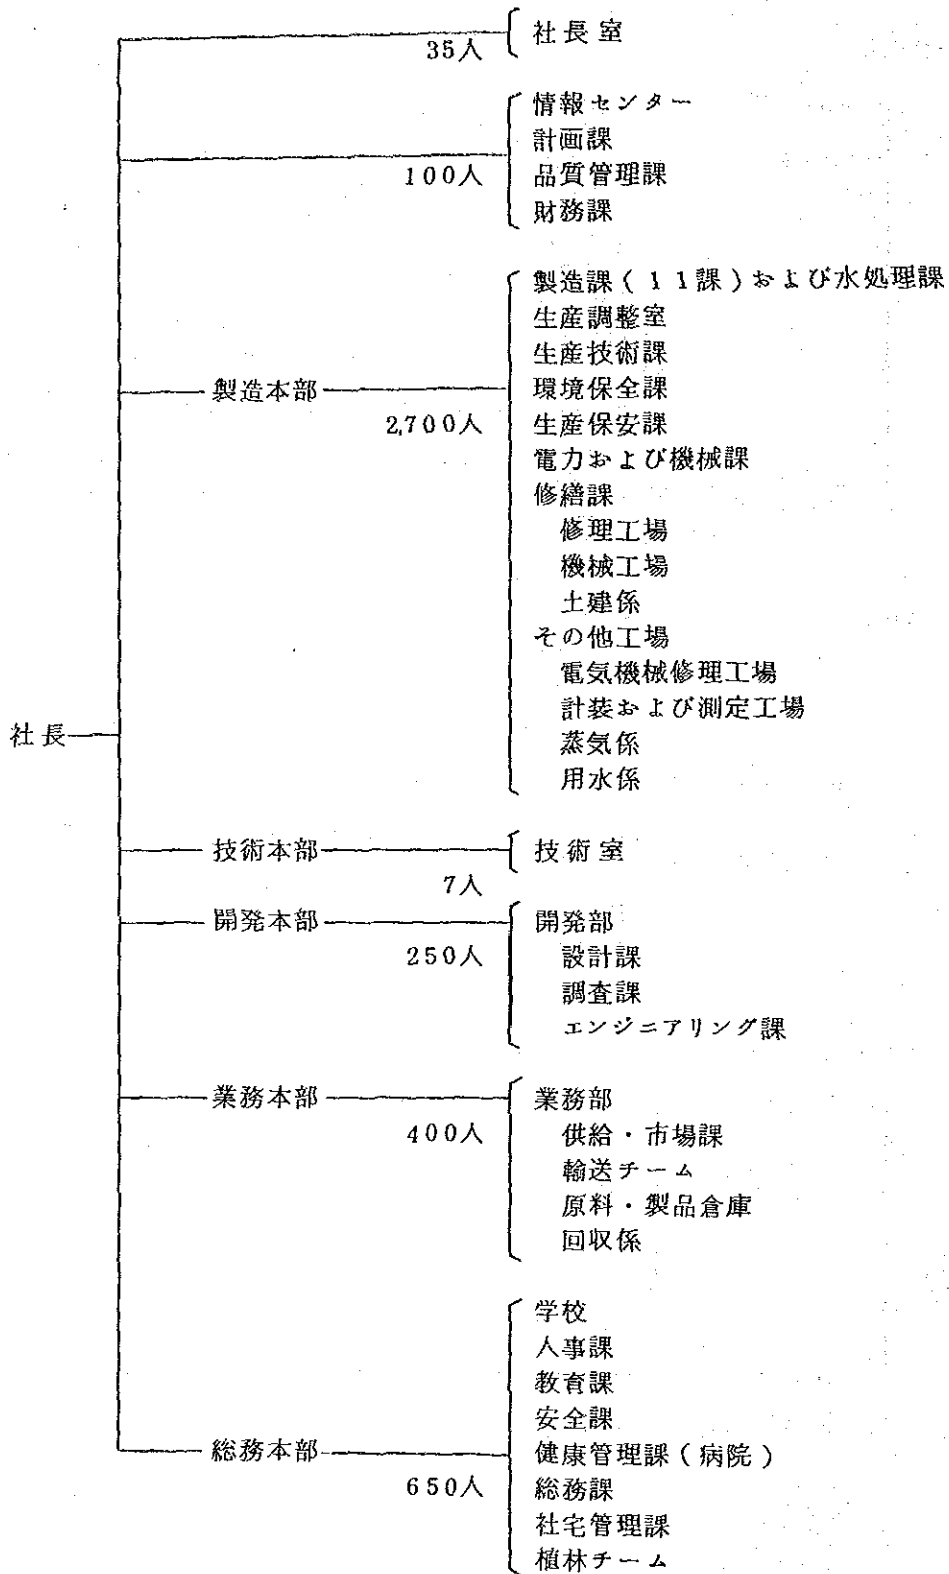 社長室
35人
情報センター
計画課
100人
品質管理課
財務課
製造課(11課)および水処理課
生産調整室
生産技術課
製造本部
環境保全課
2,700人
生産保安課
電力および機械課
修繕課
修理工場
機械工場
土建係
その他工場
電気機械修理工場
計装および測定工場
社長
蒸気係
用水係
技術本部
技術室
7人
開発本部
開発部
250人
設計課
調査課
エンジニアリング課
業務本部
業務部
400人
供給・市場課
輸送チーム
原料・製品倉庫
回収係
学校
人事課
教育課
安全課
総務本部
健康管理課(病院)
650人
総務課
社宅管理課
植林チーム